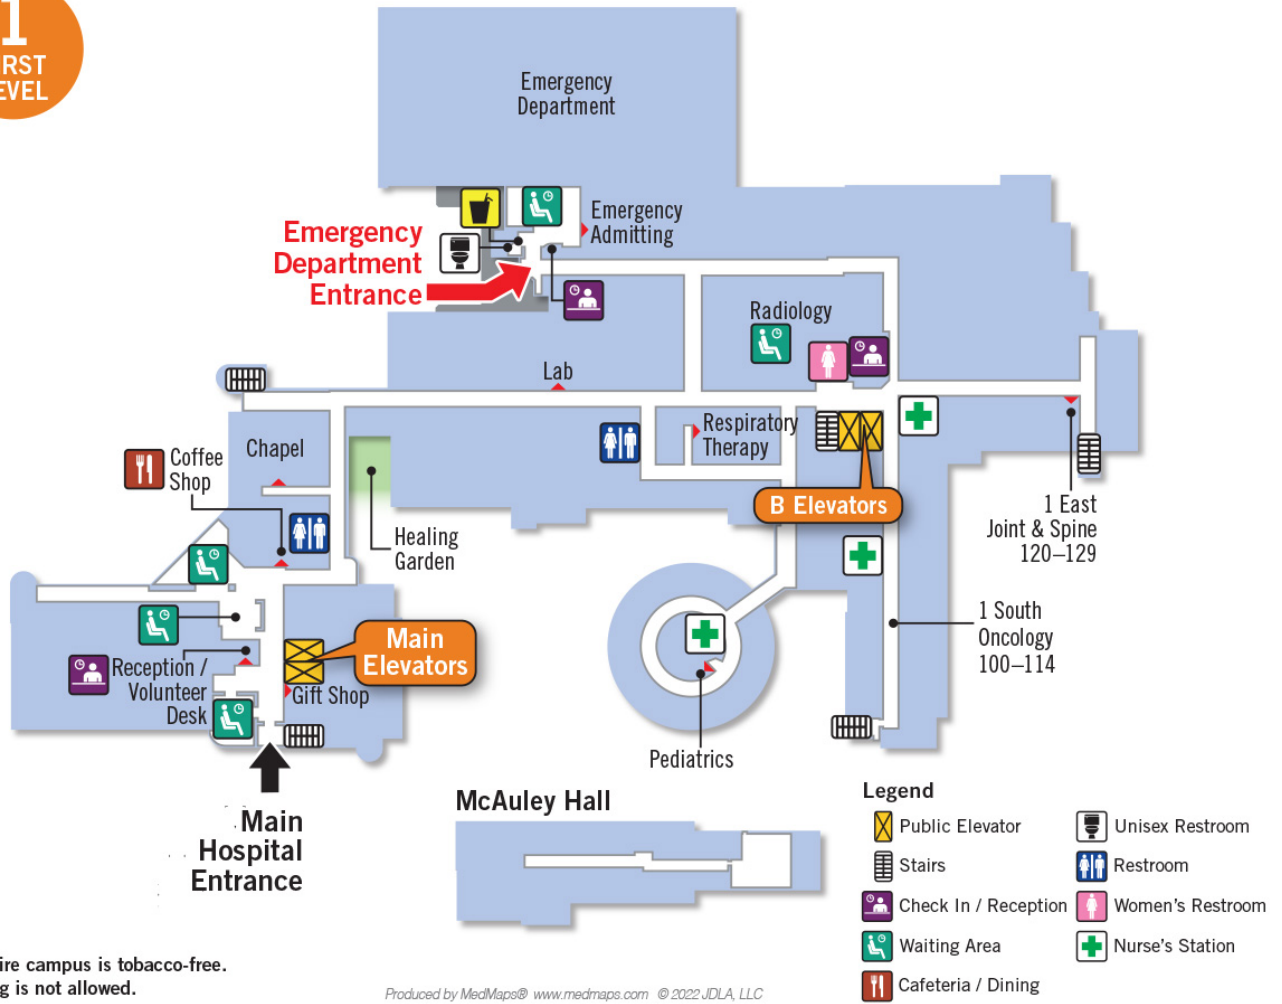 1
RST
EVEL
Emergency
Department
Emergency
Admitting
Emergency
Department
Entrance
Radiology
Lab
Respiratory
Therapy
Chapel
Coffee
Shop
B Elevators
1 East
Joint & Spine
120–129
Healing
Garden
1 South
Oncology
100–114
Main
Elevators
Reception /
Volunteer
Desk
Gift Shop
Pediatrics
Main
Hospital
Entrance
McAuley Hall
Legend
Public Elevator
Stairs
Check In / Reception
Waiting Area
Cafeteria / Dining
Unisex Restroom
Restroom
Women's Restroom
Nurse's Station
ire campus is tobacco-free.
g is not allowed.
Produced by MedMaps® www.medmaps.com © 2022 JDLA, LLC